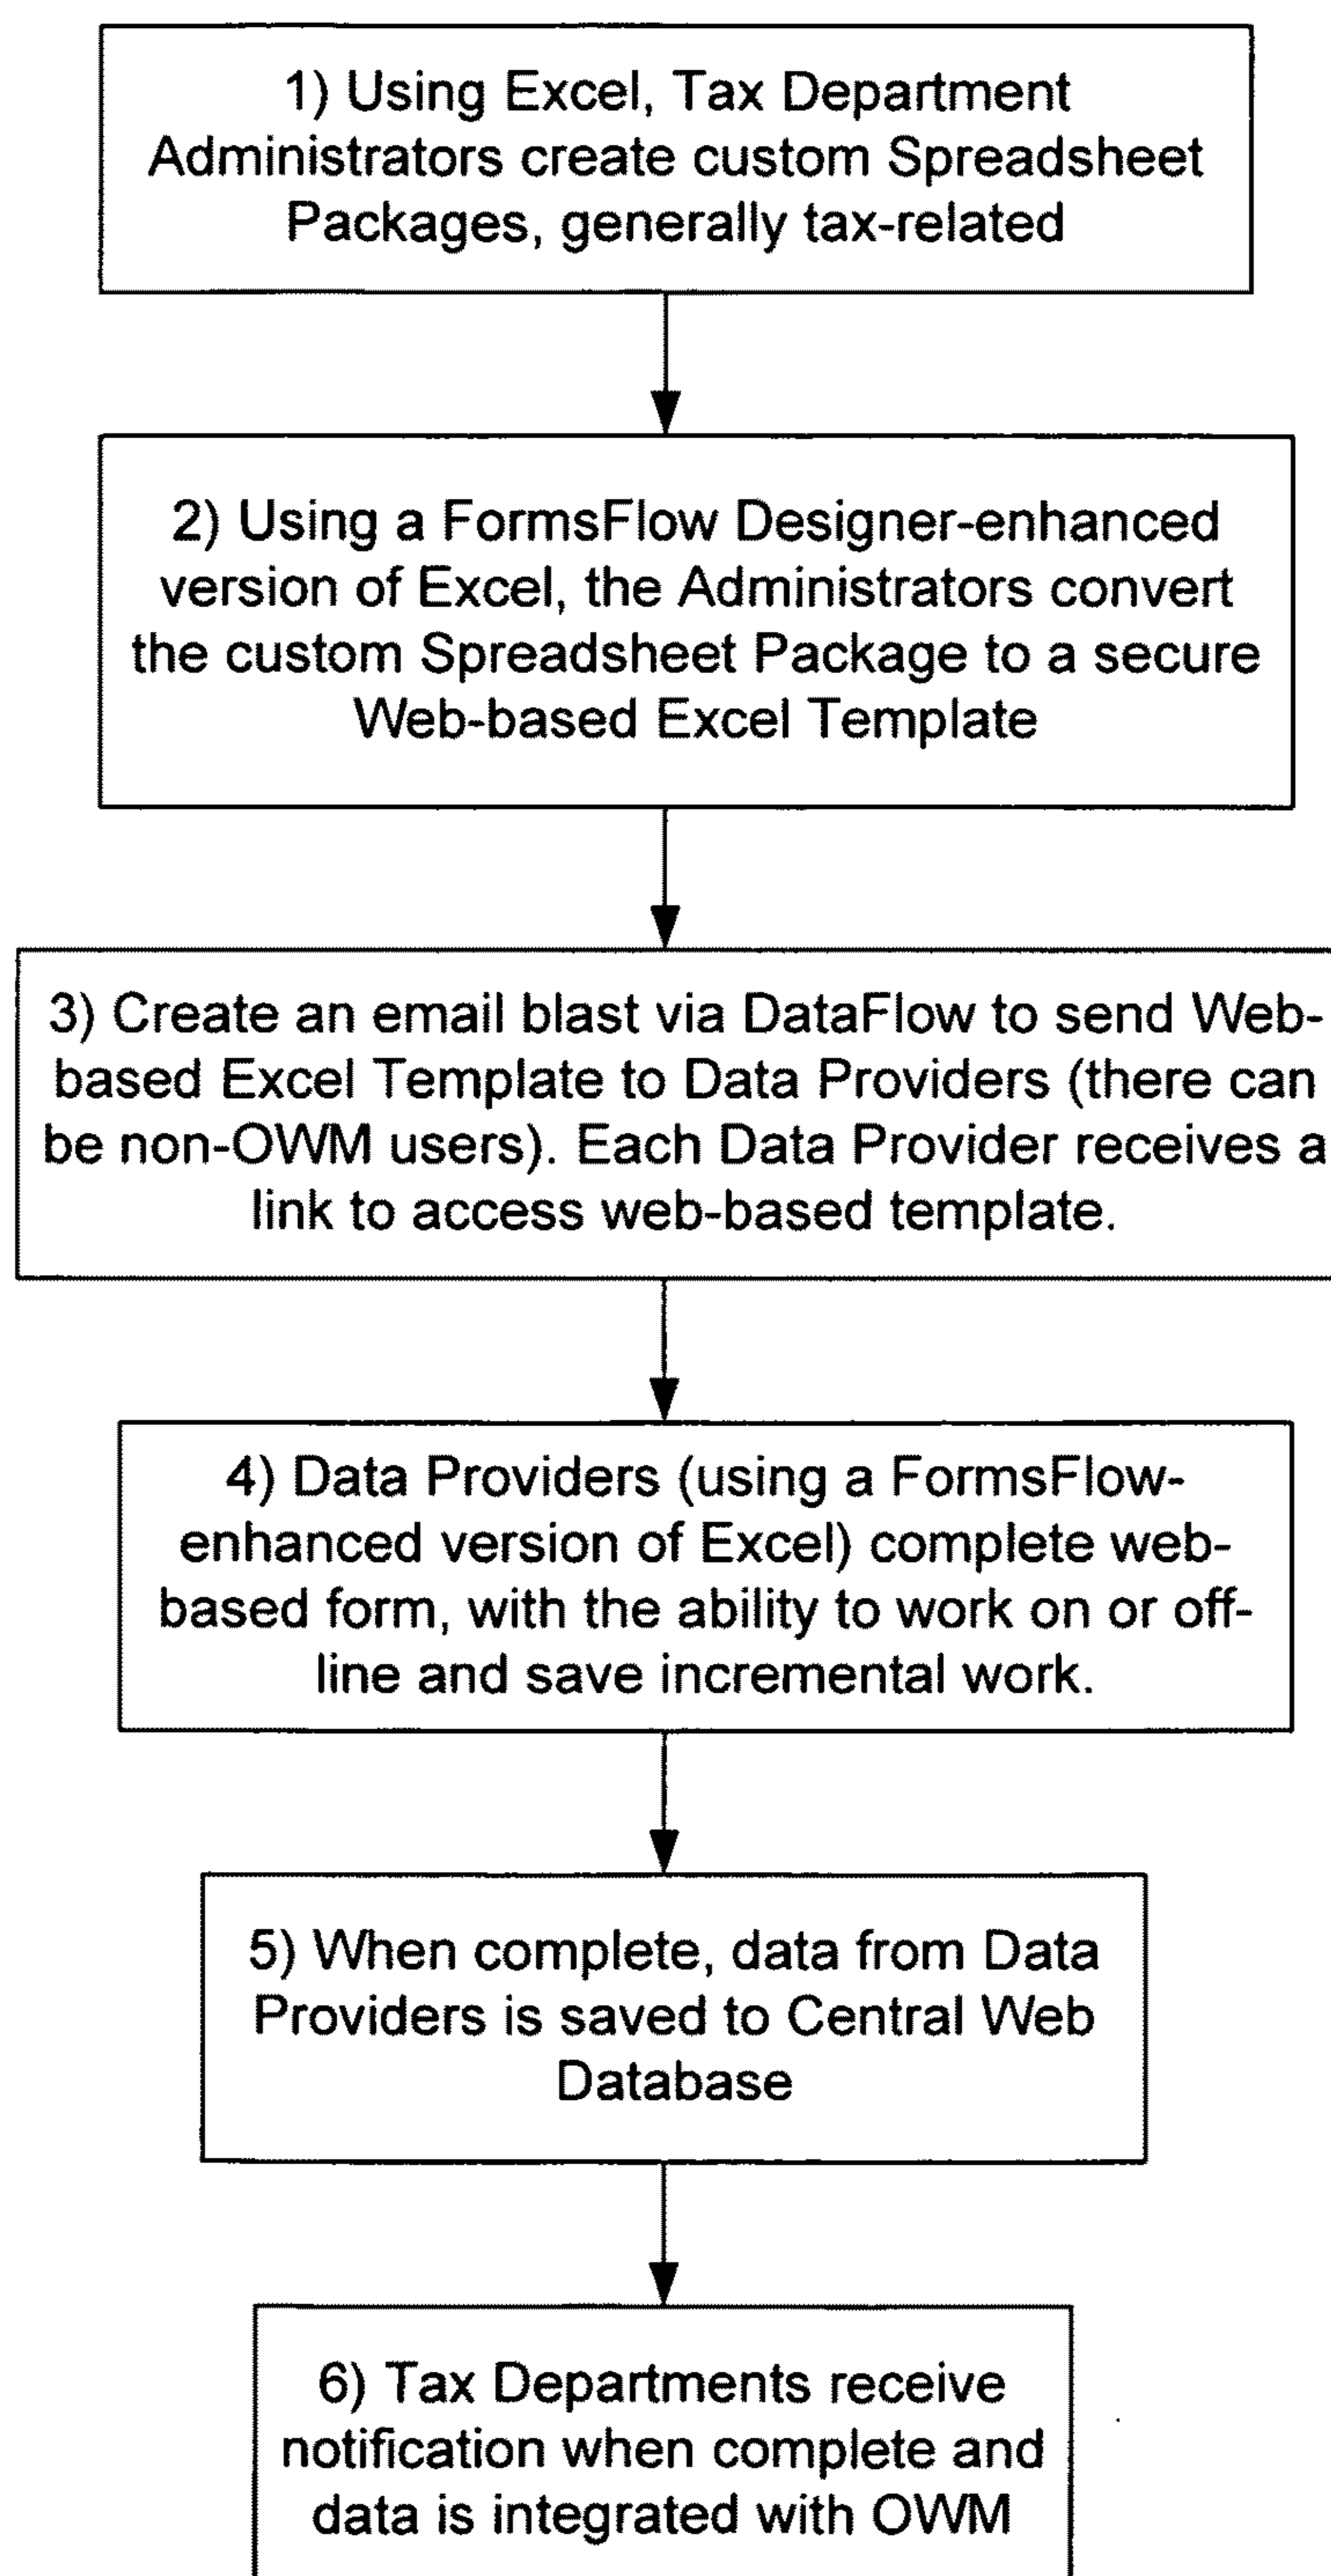 1) Using Excel, Tax Department
Administrators create custom Spreadsheet
Packages, generally tax-related
2) Using a FormsFlow Designer-enhanced
version of Excel, the Administrators convert
the custom Spreadsheet Package to a secure
Web-based Excel Template
3) Create an email blast via DataFlow to send Web-
based Excel Template to Data Providers (there can
be non-OWM users). Each Data Provider receives a
link to access web-based template.
4) Data Providers (using a FormsFlow-
enhanced version of Excel) complete web-
based form, with the ability to work on or off-
line and save incremental work.
5) When complete, data from Data
Providers is saved to Central Web
Database
6) Tax Departments receive
notification when complete and
data is integrated with OWM